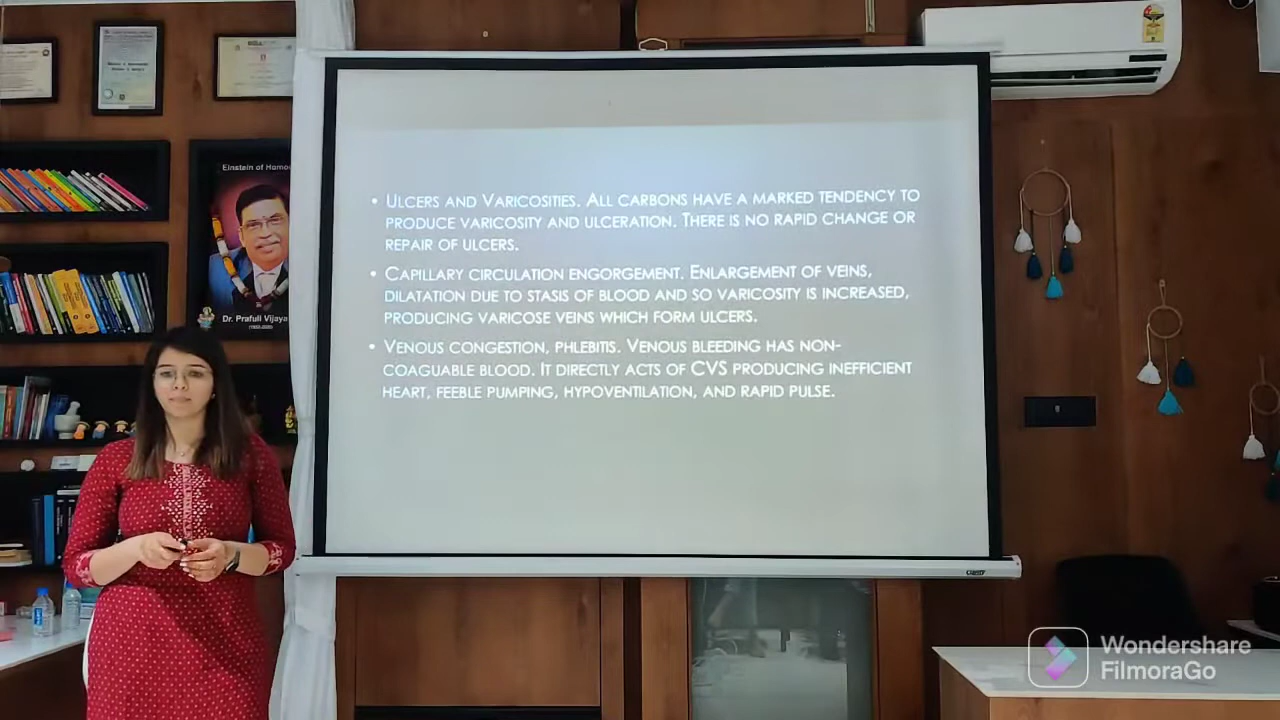 Einstein of Homo
Dr. Prafull Vijaya
• ULCERS AND VARICOSITIES. ALL CARBONS HAVE A MARKED TENDENCY TO
PRODUCE VARICOSITY AND ULCERATION. THERE IS NO RAPID CHANGE OR
REPAIR OF ULCERS.
• CAPILLARY CIRCULATION ENGORGEMENT. ENLARGEMENT OF VEINS,
DILATATION DUE TO STASIS OF BLOOD AND SO VARICOSITY IS INCREASED,
PRODUCING VARICOSE VEINS WHICH FORM ULCERS.
• VENOUS CONGESTION, PHLEBITIS. VENOUS BLEEDING HAS NON-
COAGUABLE BLOOD. IT DIRECTLY ACTS OF CVS PRODUCING INEFFICIENT
HEART, FEEBLE PUMPING, HYPOVENTILATION, AND RAPID PULSE.
Wondershare
FilmoraGo